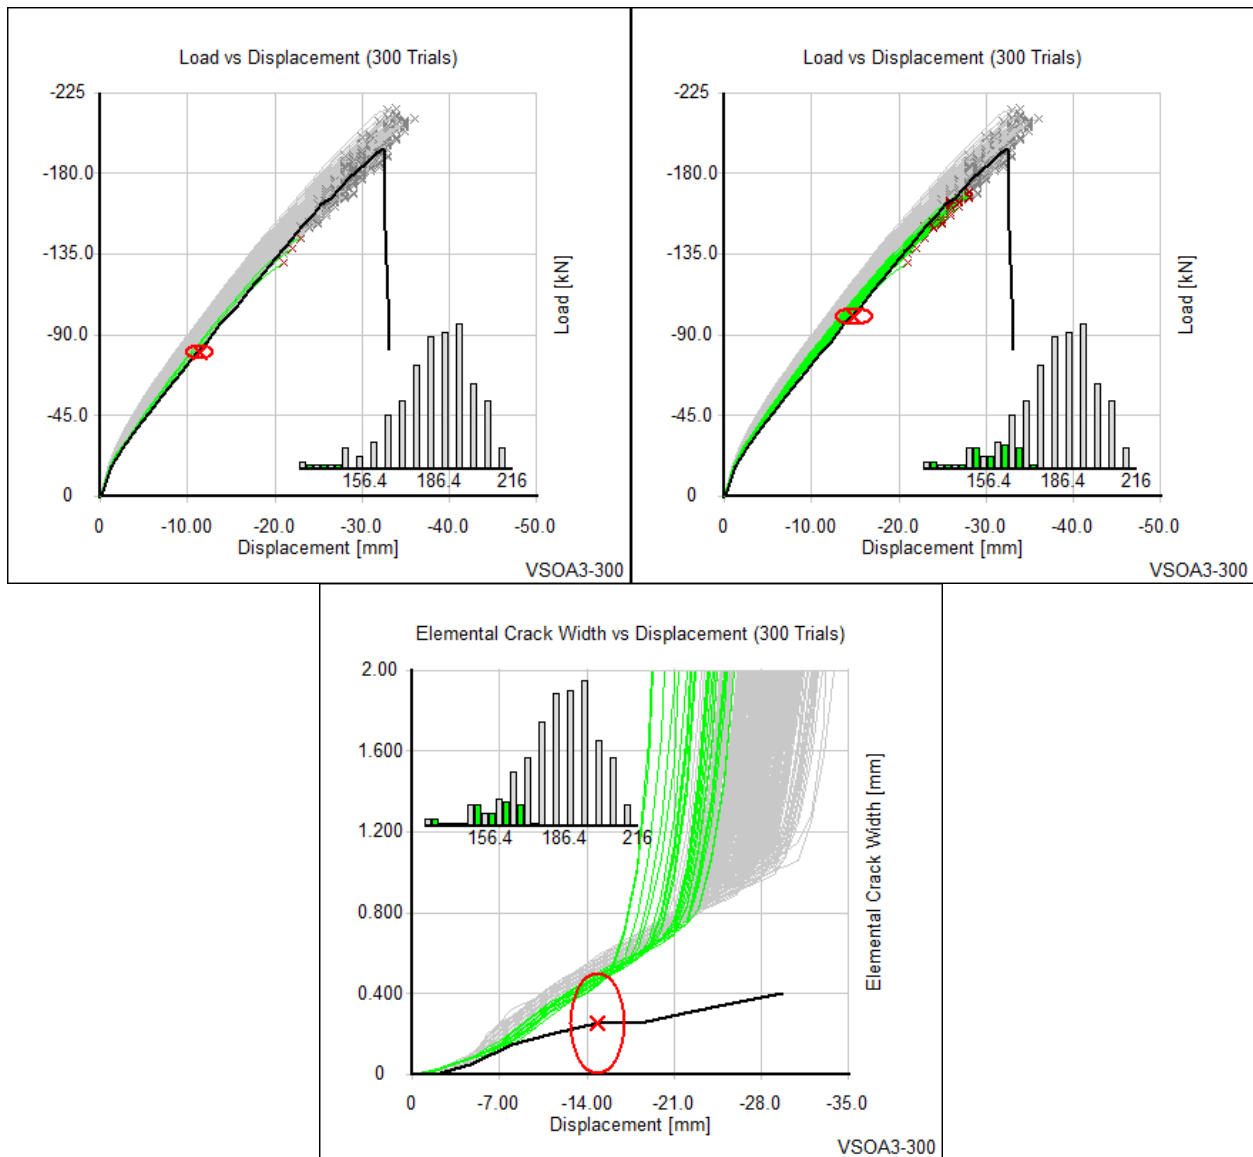 Load vs Displacement (300 Trials)
-225
-180.0
-135.0
-90.0
-45.0
0
Load [kN]
156.4 186.4 216
0 -10.00 -20.0 -30.0 -40.0 -50.0
Displacement [mm]
VSOA3-300
Load vs Displacement (300 Trials)
-225
-180.0
-135.0
-90.0
-45.0
0
Load [kN]
156.4 186.4 216
0 -10.00 -20.0 -30.0 -40.0 -50.0
Displacement [mm]
VSOA3-300
Elemental Crack Width vs Displacement (300 Trials)
2.00
1.600
1.200
0.800
0.400
0
Elemental Crack Width [mm]
156.4 186.4 216
0 -7.00 -14.00 -21.0 -28.0 -35.0
Displacement [mm]
VSOA3-300